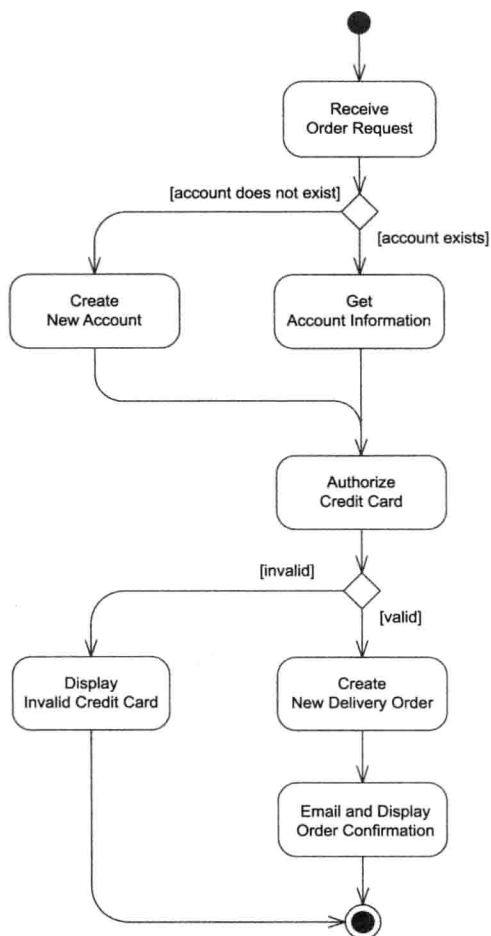 Receive
Order Request
[account does not exist]
[account exists]
Create
New Account
Get
Account Information
Authorize
Credit Card
[invalid]
[valid]
Display
Invalid Credit Card
Create
New Delivery Order
Email and Display
Order Confirmation